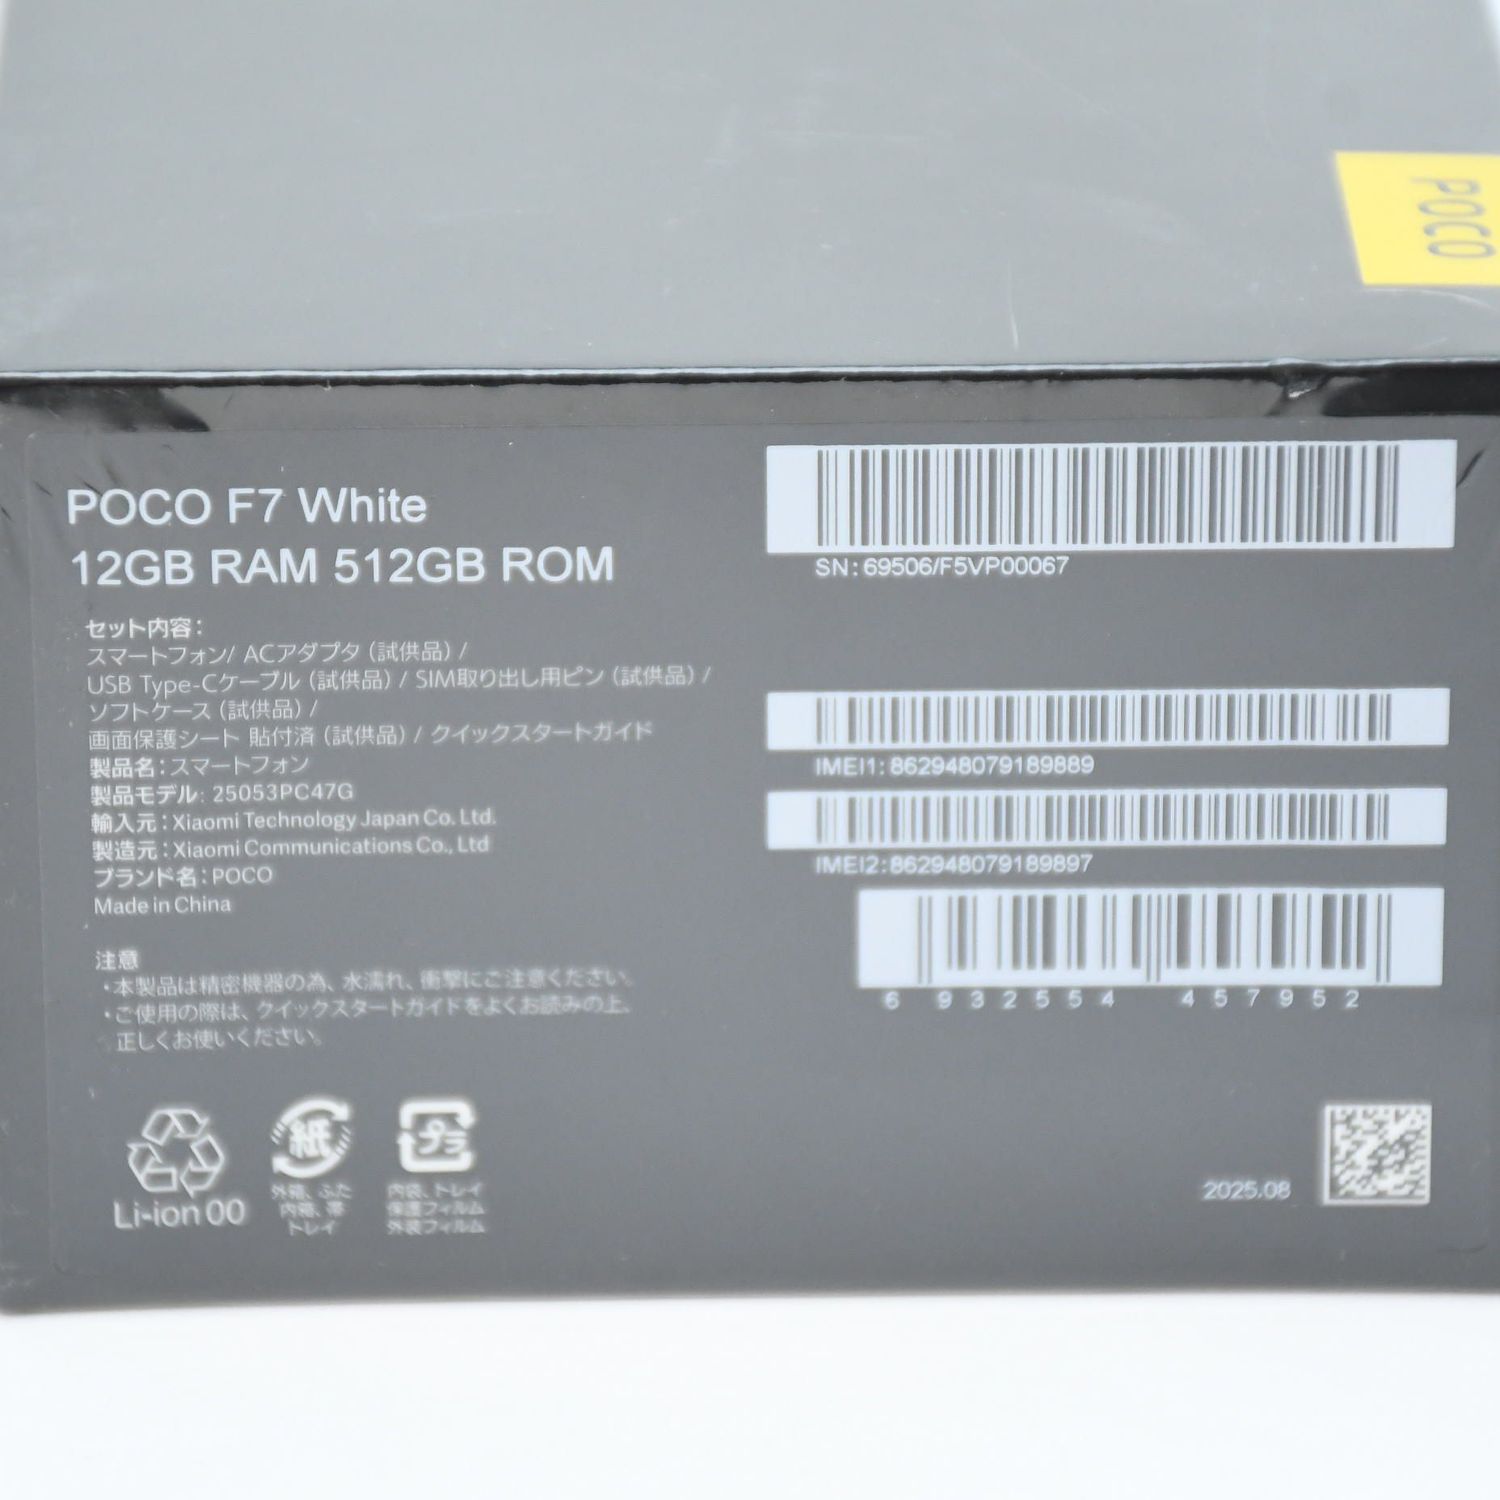 POCO
POCO F7 White
12GB RAM 512GB ROM
セット内容：
スマートフォン/ ACアダプタ（試供品）/
USB Type-Cケーブル（試供品）/ SIM取り出し用ピン（試供品）/
ソフトケース（試供品）/
画面保護シート 貼付済（試供品）/ クイックスタートガイド
製品名：スマートフォン
製品モデル: 25053PC47G
輸入元：Xiaomi Technology Japan Co. Ltd.
製造元：Xiaomi Communications Co., Ltd
ブランド名：POCO
Made in China
注意
・本製品は精密機器の為、水濡れ、衝撃にご注意ください。
・ご使用の際は、クイックスタートガイドをよくお読みの上、
正しくお使いください。
Li-ion 00
紙
外箱、ふた
内箱、帯
トレイ
プラ
内袋、トレイ
保護フィルム
外装フィルム
SN: 69506/F5VP00067
IMEI1: 862948079189889
IMEI2: 862948079189897
6 932554 457952
2025.08